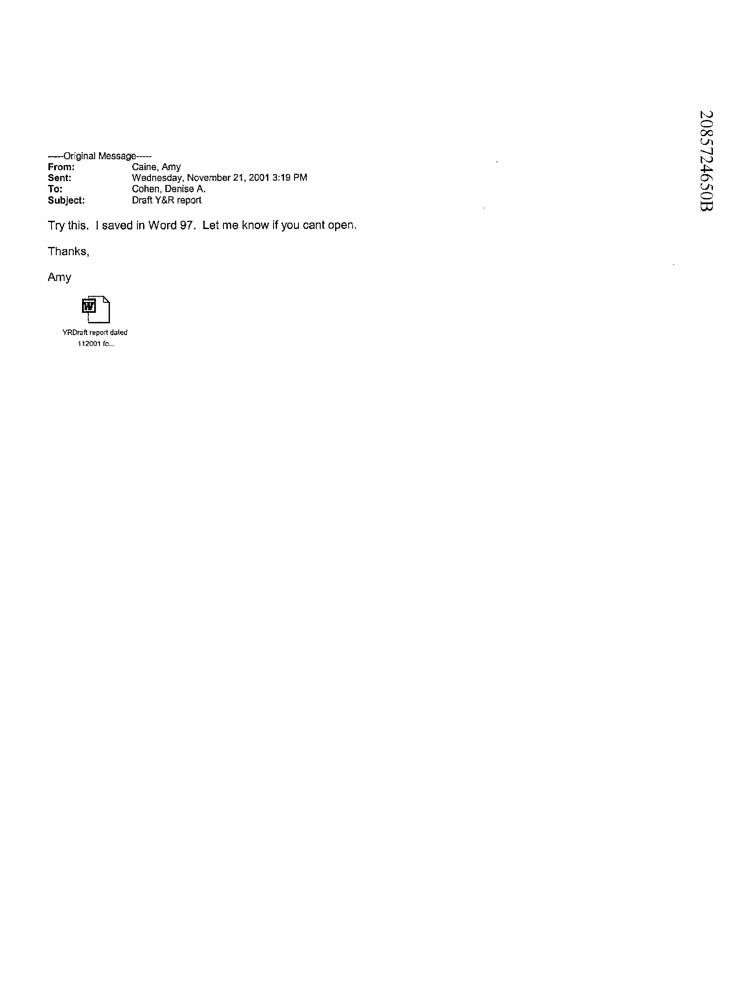 2085724650B
-----Original Message-----
From: Caine, Amy
Sent: Wednesday, November 21, 2001 3:19 PM
To: Cohen, Denise A.
Subject: Draft Y&R report
Try this. I saved in Word 97. Let me know if you cant open.
Thanks,
Amy
W
YRDraft report dated
112001 fo...